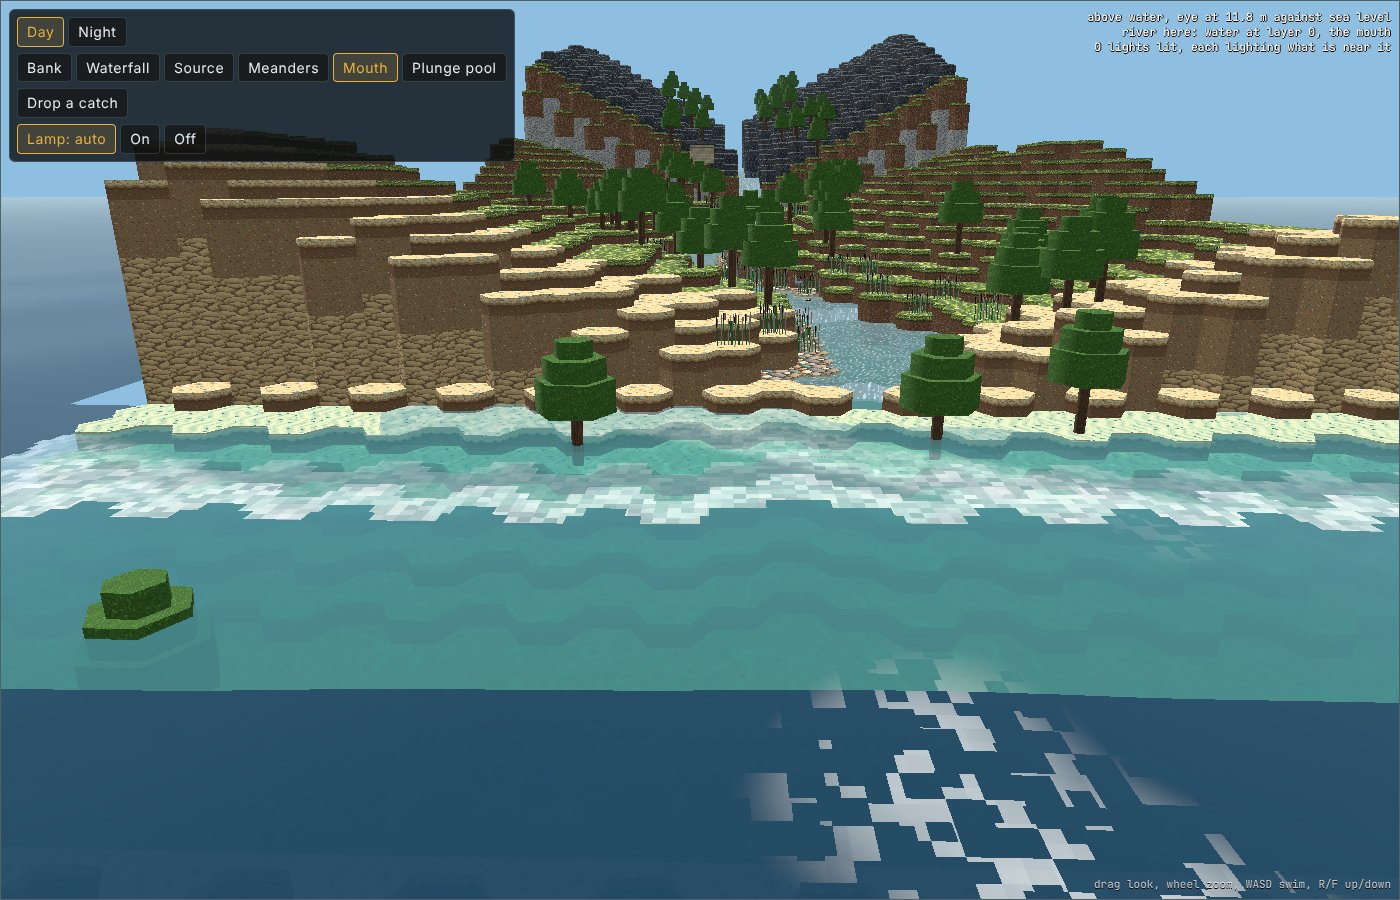 Day Night
Bank Waterfall Source Meanders Mouth Plunge pool
Drop a catch
Lamp: auto On Off
above water, eye at 11.8 m against sea level
river here: water at layer 0, the mouth
0 lights lit, each lighting what is near it
drag look, wheel zoom, WASD swim, R/F up/down